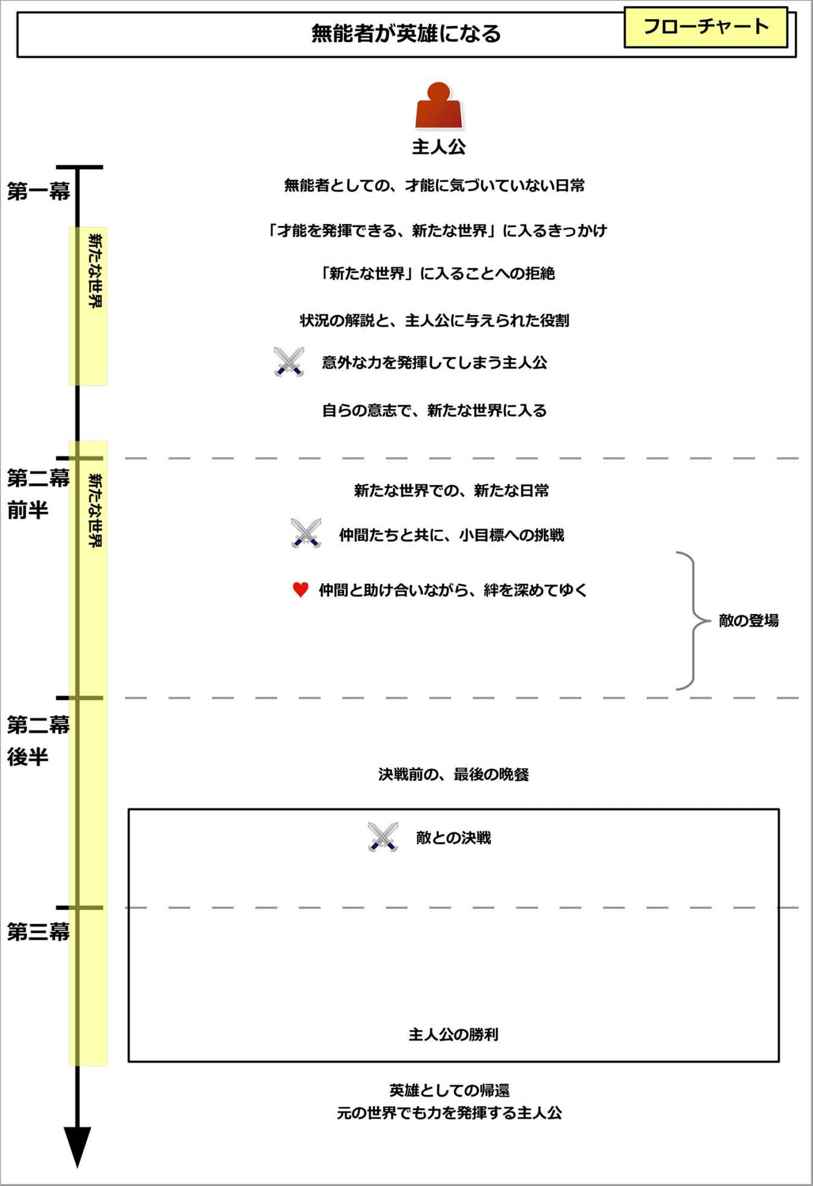 無能者が英雄になる
フローチャート
主人公
第一幕
無能者としての、才能に気づいていない日常
「才能を発揮できる、新たな世界」に入るきっかけ
新たな世界
「新たな世界」に入ることへの拒絶
状況の解説と、主人公に与えられた役割
意外な力を発揮してしまう主人公
自らの意志で、新たな世界に入る
第二幕
前半
新たな世界
新たな世界での、新たな日常
仲間たちと共に、小目標への挑戦
仲間と助け合いながら、絆を深めてゆく
敵の登場
第二幕
後半
決戦前の、最後の晩餐
敵との決戦
第三幕
主人公の勝利
英雄としての帰還
元の世界でも力を発揮する主人公